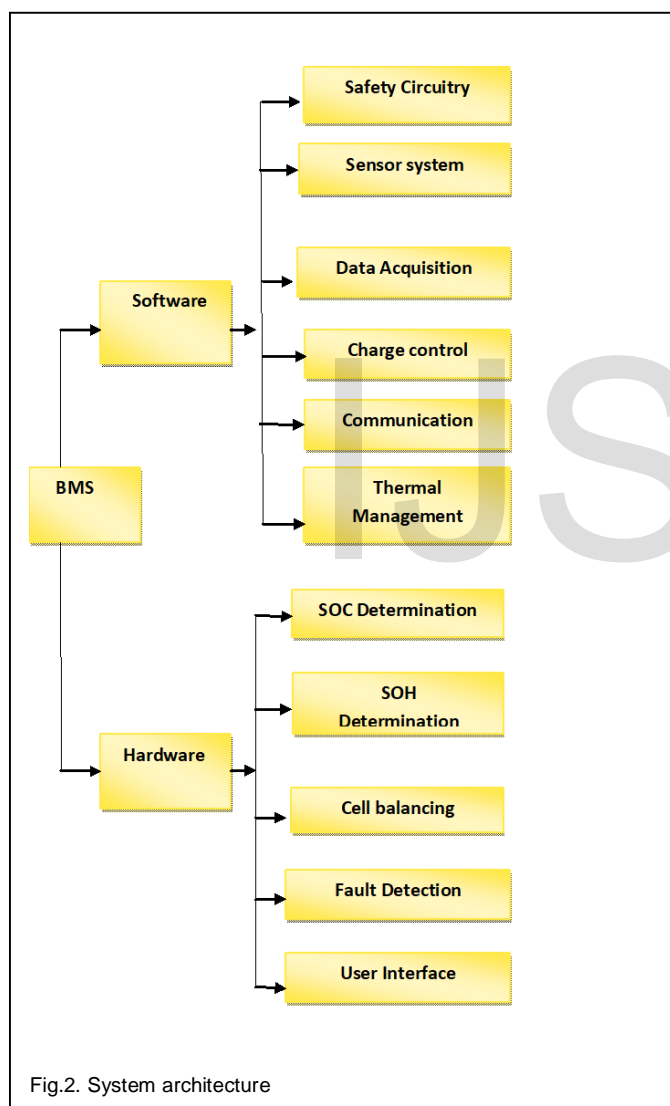 Safety Circuitry
Sensor system
Data Acquisition
Software
Charge control
Communication
BMS
Thermal
Management
SOC Determination
SOH
Determination
Hardware
Cell balancing
Fault Detection
User Interface
IJS
Fig.2. System architecture